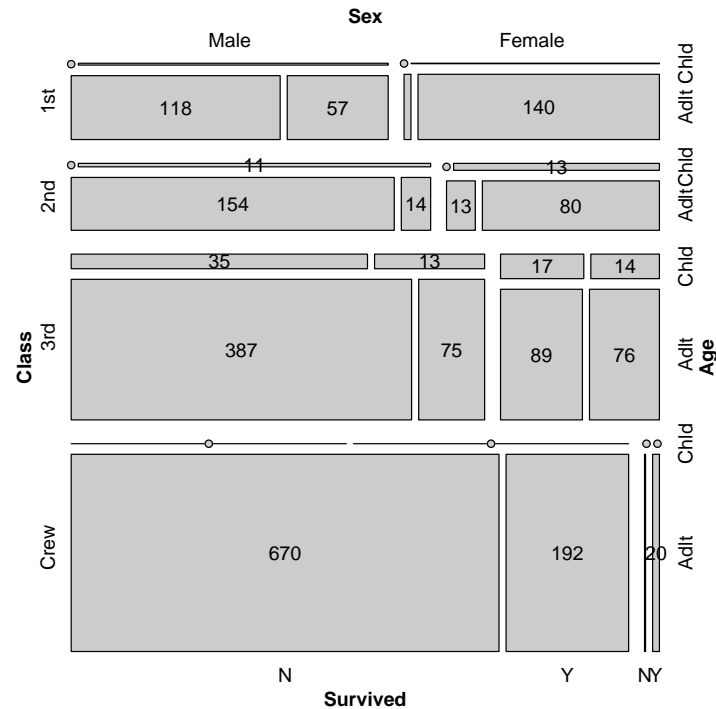 Sex
Male Female
1st Chld
118 57 140 Adlt
2nd 11 13 Chld
154 14 13 80 Adlt
35 13 17 14 Chld
Class 3rd 387 75 89 76 Adlt Age
Chld
Crew 670 192 20 Adlt
N Y N Y
Survived